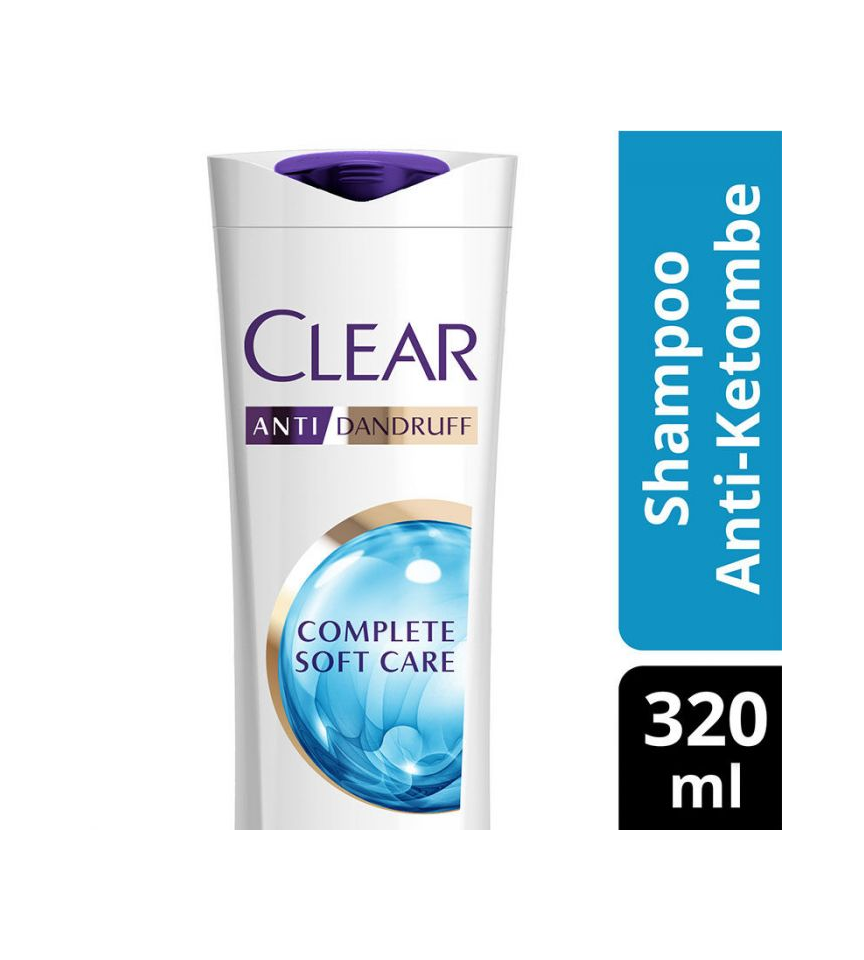 CLEAR
ANTI DANDRUFF
COMPLETE
SOFT CARE
Shampoo
Anti-Ketombe
320
ml